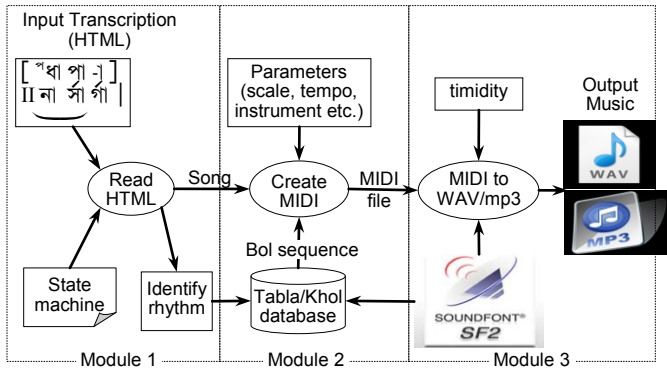 Input Transcription
(HTML)
[ ᵖধা পা -া ]
II না র্সা র্গা |
Parameters
(scale, tempo,
instrument etc.)
timidity
Output
Music
WAV
MP3
Read
HTML
Song
Create
MIDI
MIDI
file
MIDI to
WAV/mp3
State
machine
Identify
rhythm
Bol sequence
Tabla/Khol
database
SOUNDFONT®
SF2
Module 1
Module 2
Module 3